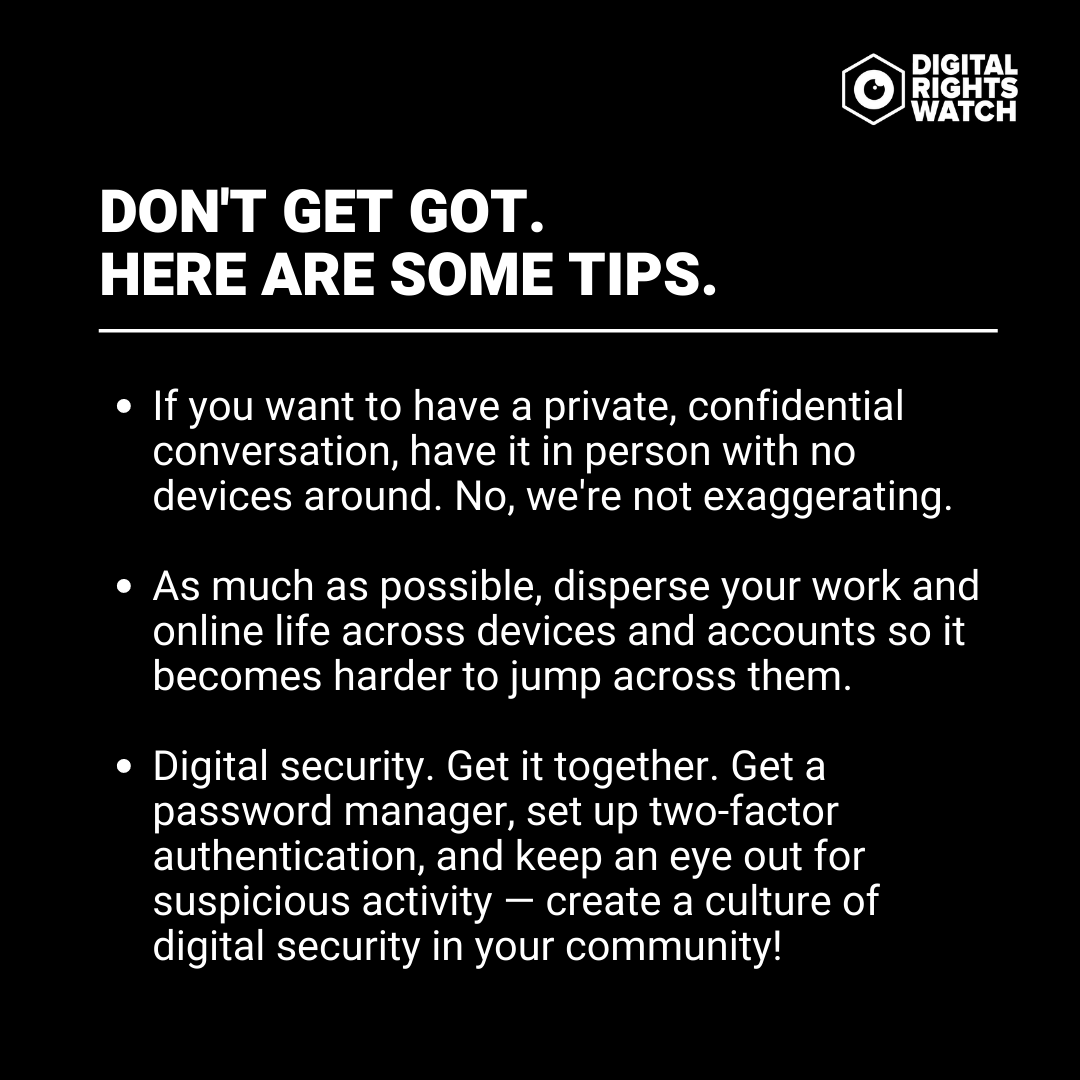 DIGITAL
RIGHTS
WATCH
DON'T GET GOT.
HERE ARE SOME TIPS.
• If you want to have a private, confidential
conversation, have it in person with no
devices around. No, we're not exaggerating.
• As much as possible, disperse your work and
online life across devices and accounts so it
becomes harder to jump across them.
• Digital security. Get it together. Get a
password manager, set up two-factor
authentication, and keep an eye out for
suspicious activity — create a culture of
digital security in your community!